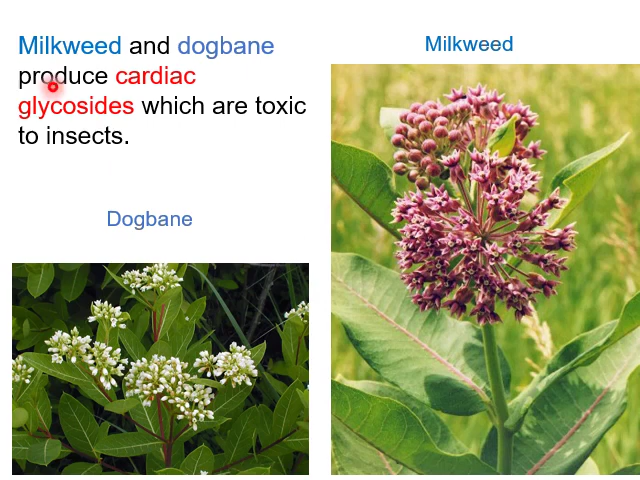 Milkweed and dogbane
produce cardiac
glycosides which are toxic
to insects.
Milkweed
Dogbane